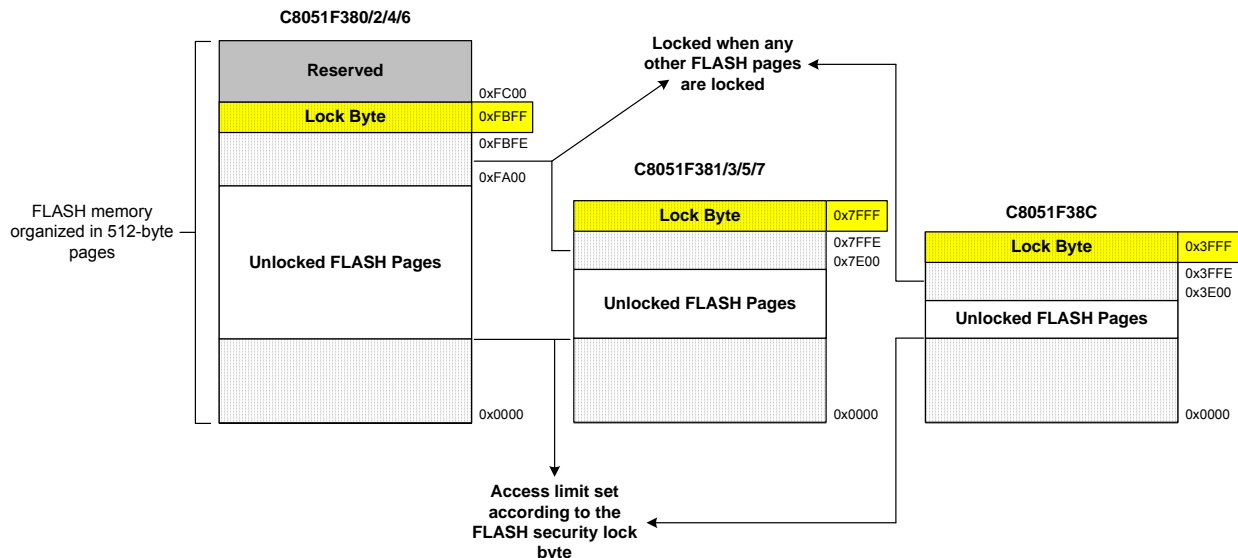 C8051F380/2/4/6
Reserved
0xFC00
Lock Byte
0xFBFF
0xFBFE
0xFA00
Unlocked FLASH Pages
0x0000
FLASH memory
organized in 512-byte
pages
Locked when any
other FLASH pages
are locked
C8051F381/3/5/7
Lock Byte
0x7FFF
0x7FFE
0x7E00
Unlocked FLASH Pages
0x0000
C8051F38C
Lock Byte
0x3FFF
0x3FFE
0x3E00
Unlocked FLASH Pages
0x0000
Access limit set
according to the
FLASH security lock
byte